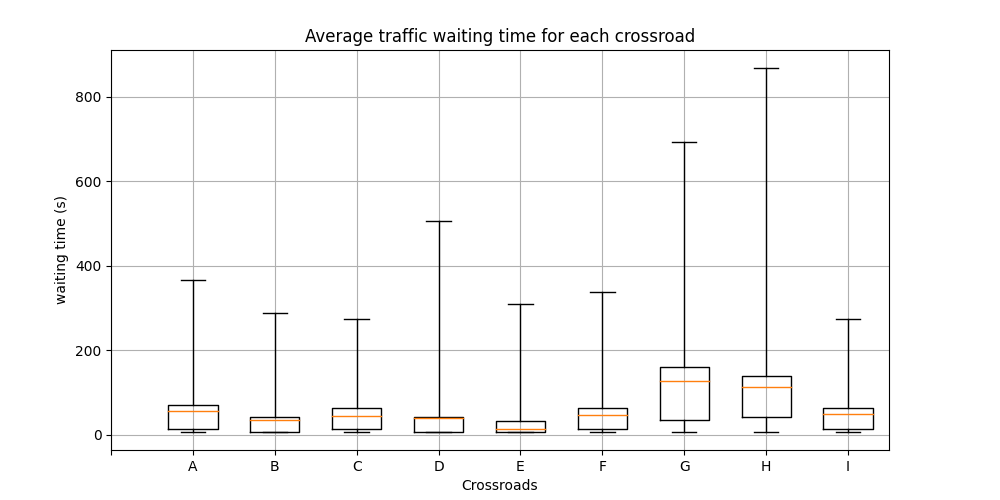 Average traffic waiting time for each crossroad
waiting time (s)
800
600
400
200
0
A B C D E F G H I
Crossroads